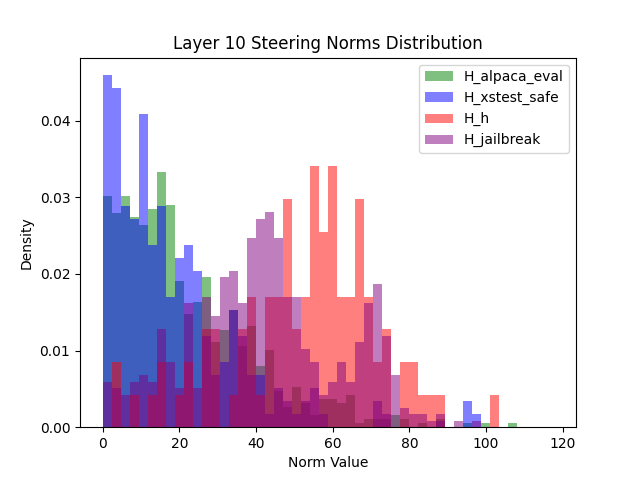 Layer 10 Steering Norms Distribution
H_alpaca_eval
H_xstest_safe
H_h
H_jailbreak
Density
0.04
0.03
0.02
0.01
0.00
0
20
40
60
80
100
120
Norm Value